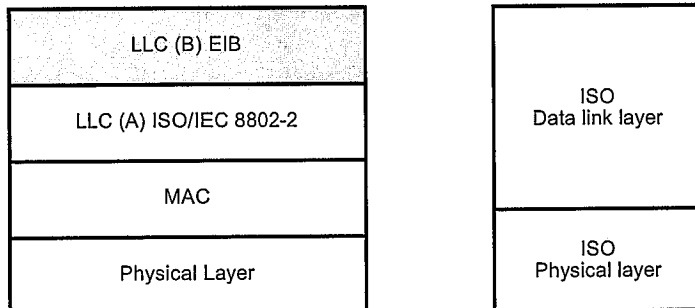 LLC (B) EIB
LLC (A) ISO/IEC 8802-2
MAC
Physical Layer
ISO
Data link layer
ISO
Physical layer